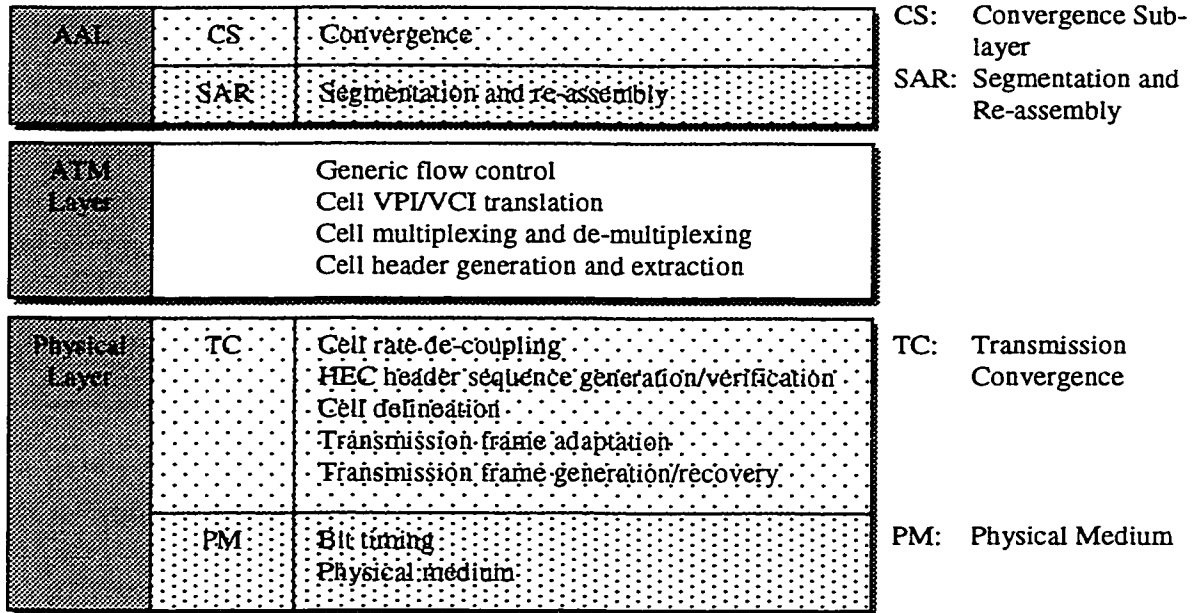 AAL CS Convergence CS: Convergence Sub-
layer
SAR Segmentation and re-assembly SAR: Segmentation and
Re-assembly
ATM Layer
Generic flow control
Cell VPI/VCI translation
Cell multiplexing and de-multiplexing
Cell header generation and extraction
Physical Layer
TC Cell rate de-coupling TC: Transmission
Convergence
HEC header sequence generation/verification
Cell delineation
Transmission frame adaptation
Transmission frame generation/recovery
PM Bit timing PM: Physical Medium
Physical medium